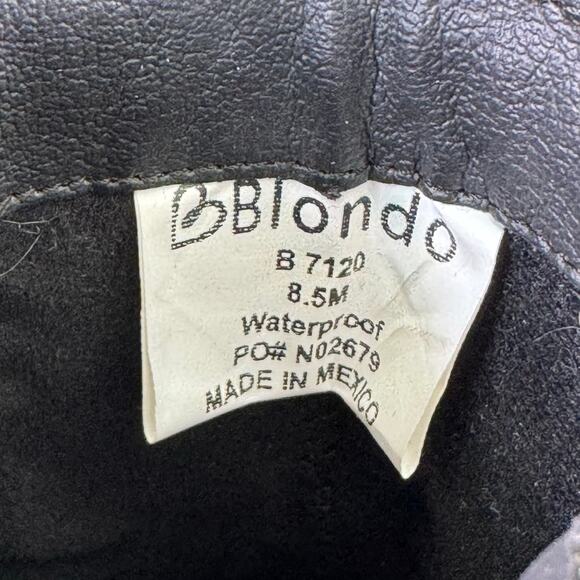 Blondo
B 7120
8.5M
Waterproof
PO# N02679
MADE IN MEXICO